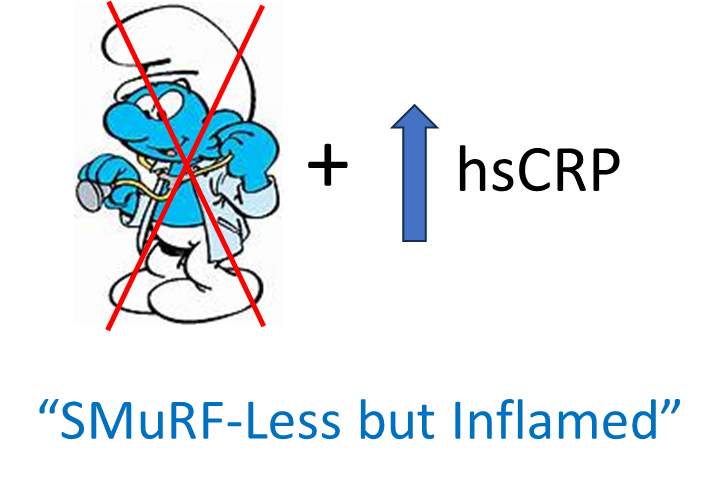 + hsCRP
“SMuRF-Less but Inflamed”